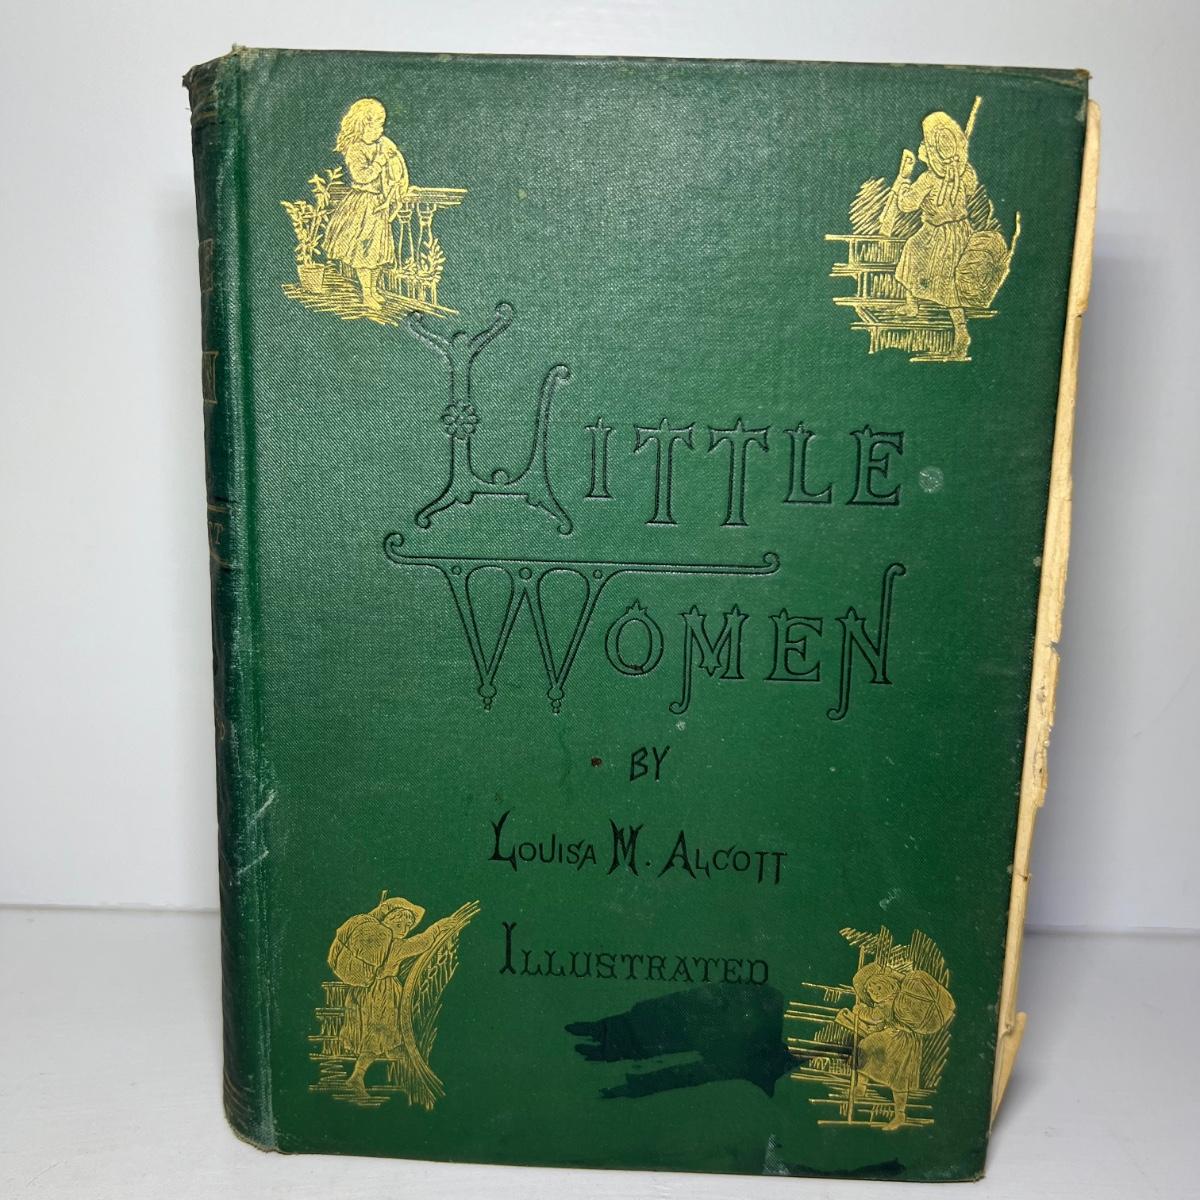 LITTLE
WOMEN
BY
LOUISA M. ALCOTT
ILLUSTRATED